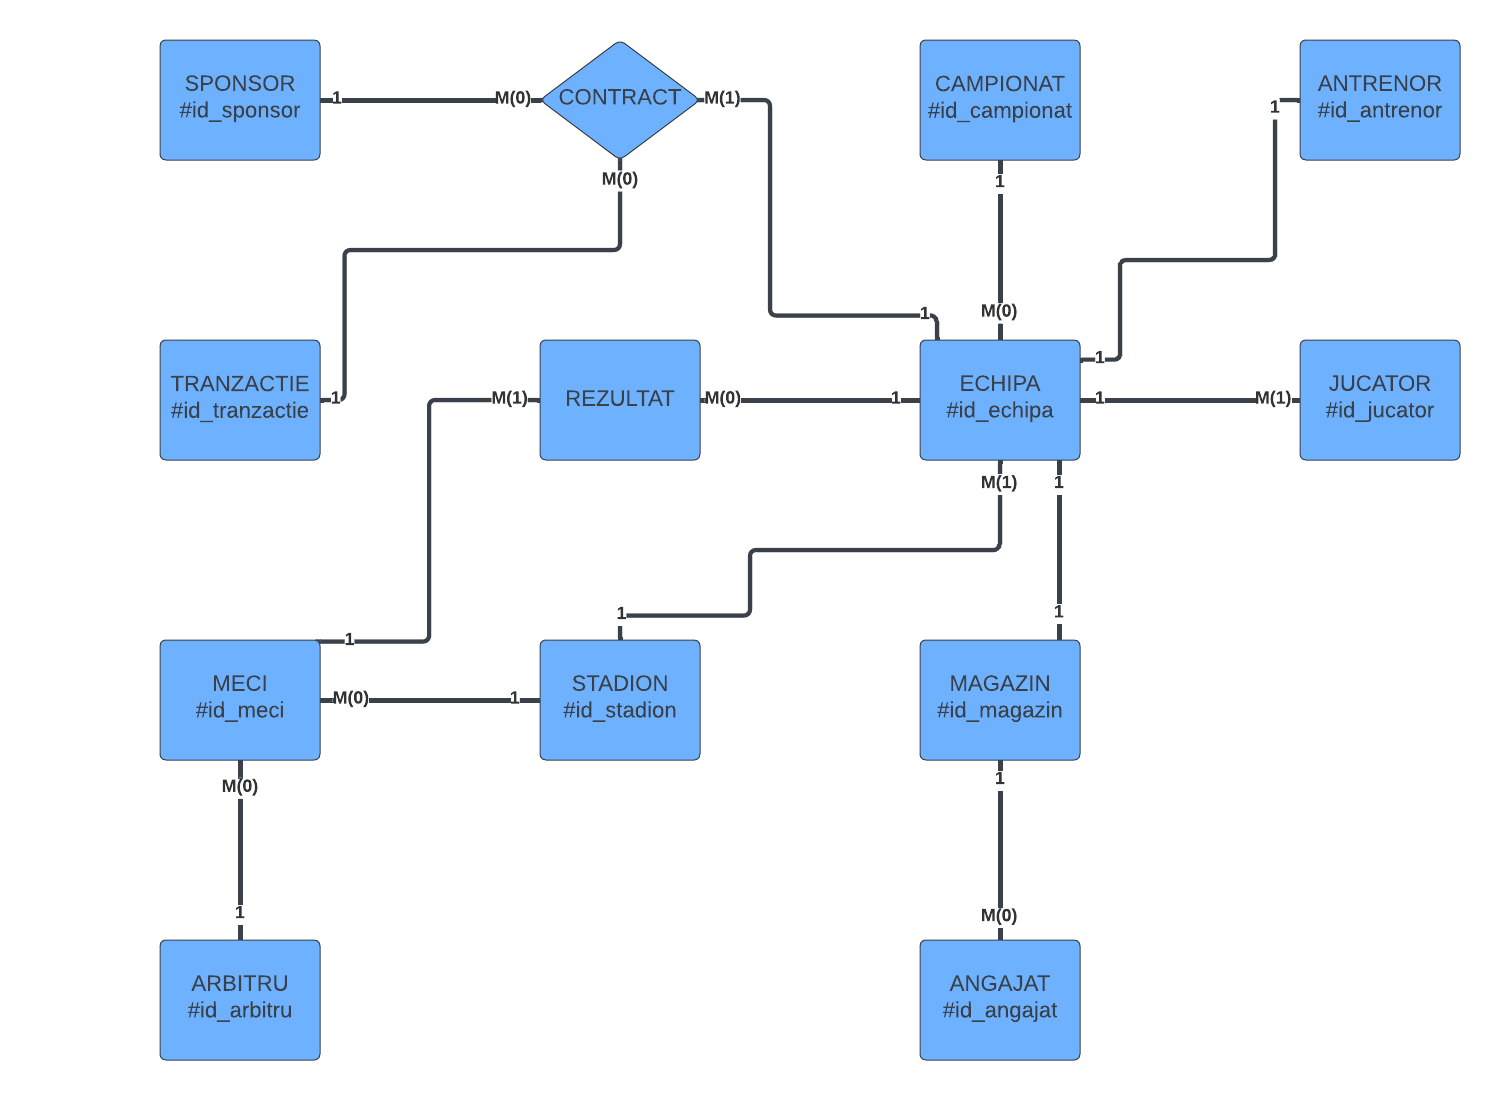 SPONSOR
#id_sponsor
1
M(0)
CONTRACT
M(1)
M(0)
CAMPIONAT
#id_campionat
1
M(0)
ANTRENOR
#id_antrenor
1
1
TRANZACTIE
#id_tranzactie
1
M(1)
REZULTAT
M(0)
1
1
ECHIPA
#id_echipa
1
M(1)
JUCATOR
#id_jucator
M(1)
1
1
1
MECI
#id_meci
1
M(0)
1
STADION
#id_stadion
1
MAGAZIN
#id_magazin
M(0)
1
1
M(0)
ARBITRU
#id_arbitru
ANGAJAT
#id_angajat